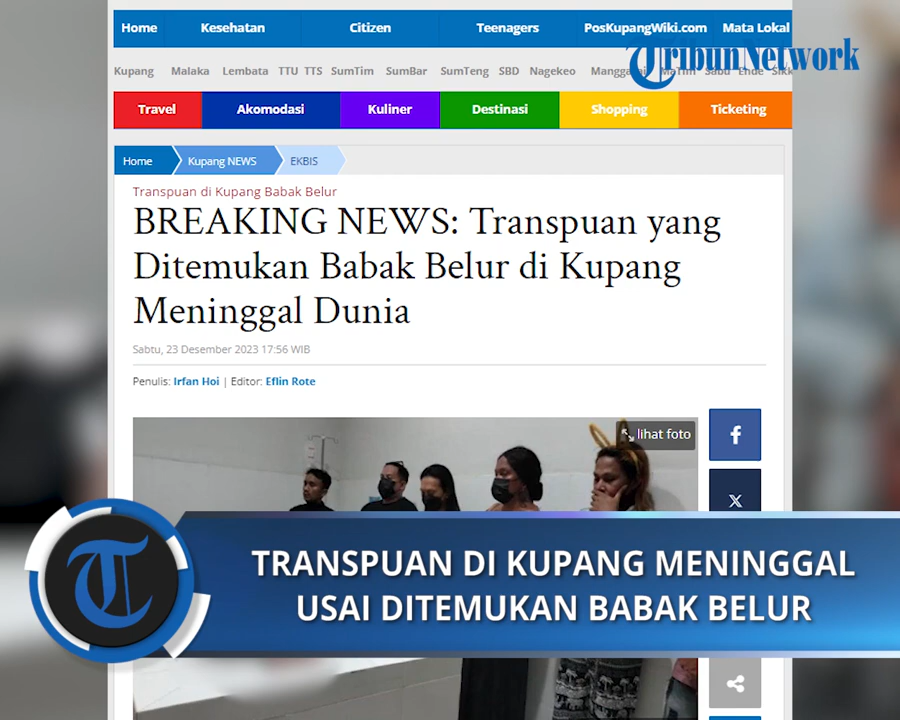 Home Kesehatan Citizen Teenagers PosKupangWiki.com Mata Lokal
TribunNetwork
Kupang Malaka Lembata TTU TTS SumTim SumBar SumTeng SBD Nagekeo Sabu Ende
Travel Akomodasi Kuliner Destinasi Shopping Ticketing
Home Kupang NEWS EKBIS
Transpuan di Kupang Babak Belur
BREAKING NEWS: Transpuan yang
Ditemukan Babak Belur di Kupang
Meninggal Dunia
Sabtu, 23 Desember 2023 17:56 WIB
Penulis: Irfan Hoi | Editor: Eflin Rote
lihat foto
TRANSPUAN DI KUPANG MENINGGAL
USAI DITEMUKAN BABAK BELUR